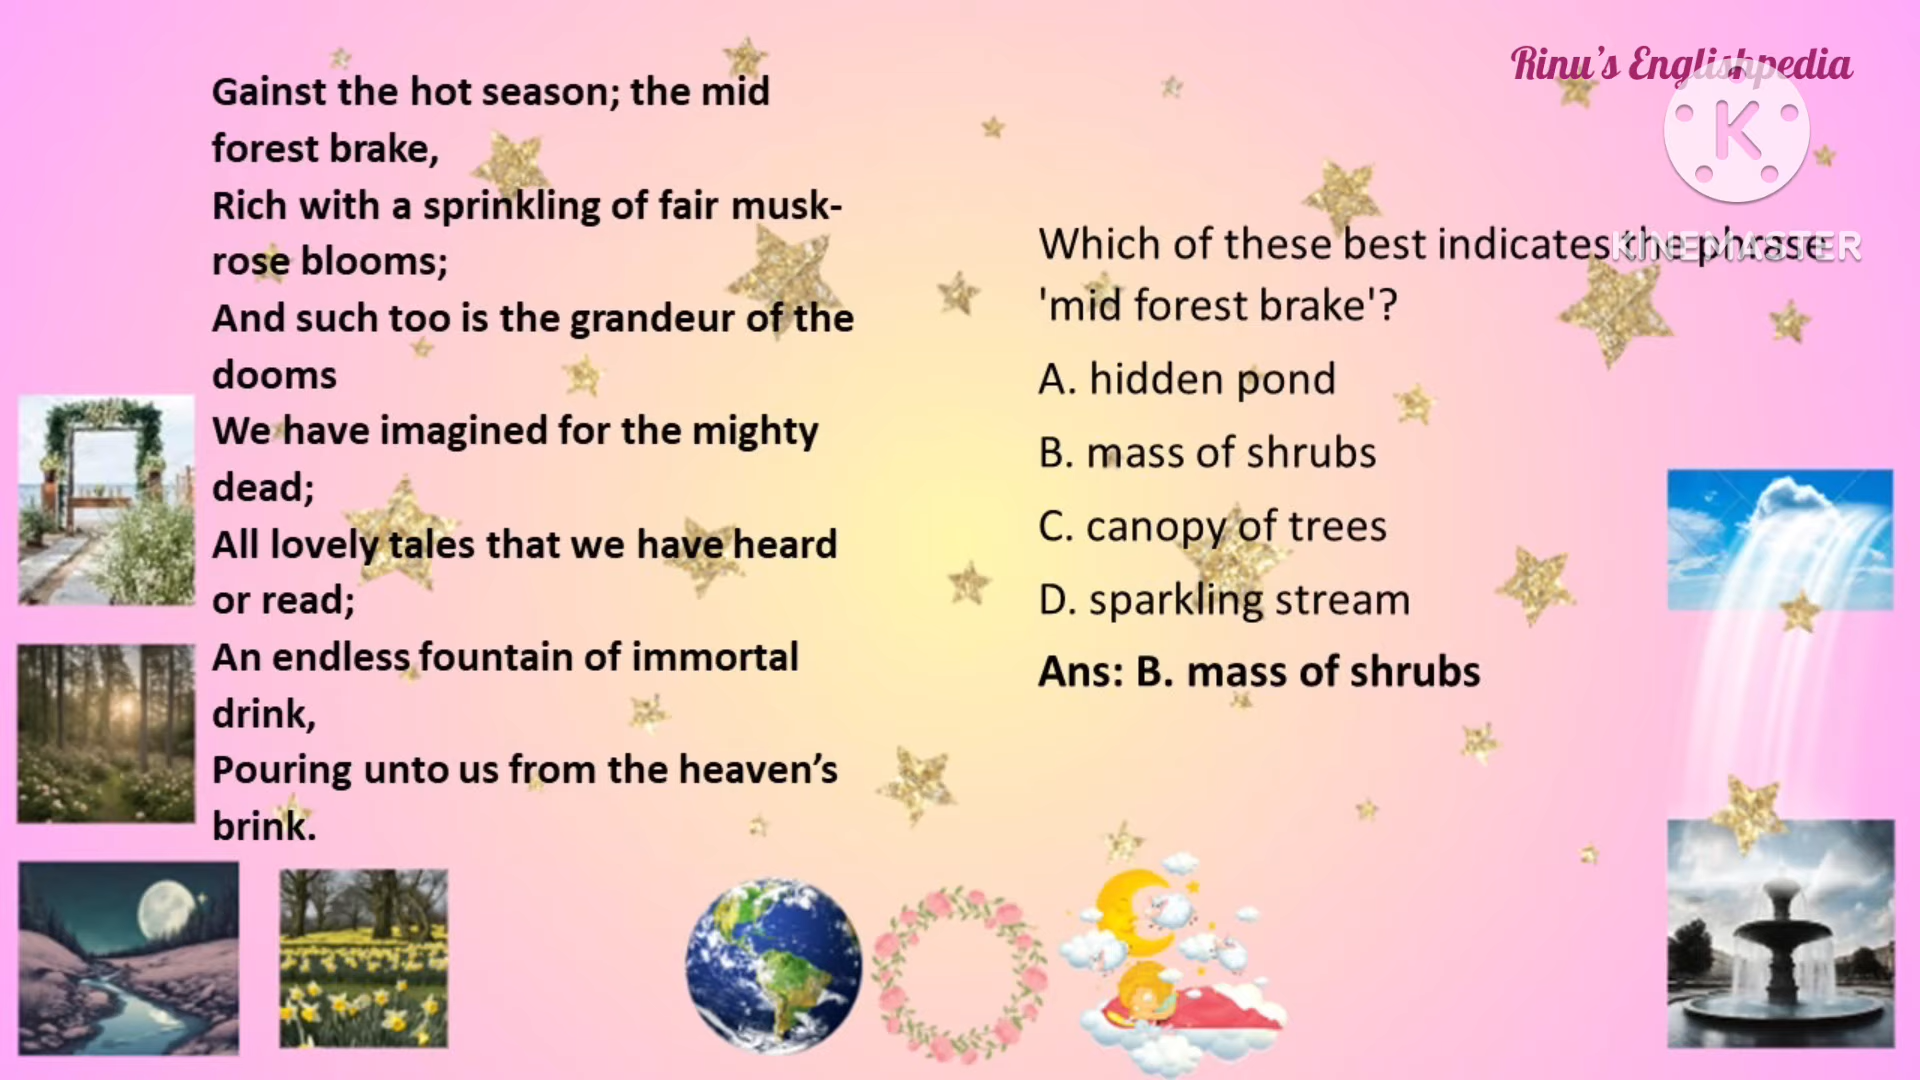 Rinu's Englishpedia
K
KINEMASTER
Gainst the hot season; the mid
forest brake,
Rich with a sprinkling of fair musk-
rose blooms;
And such too is the grandeur of the
dooms
We have imagined for the mighty
dead;
All lovely tales that we have heard
or read;
An endless fountain of immortal
drink,
Pouring unto us from the heaven’s
brink.
Which of these best indicates the phrase
'mid forest brake'?
A. hidden pond
B. mass of shrubs
C. canopy of trees
D. sparkling stream
Ans: B. mass of shrubs